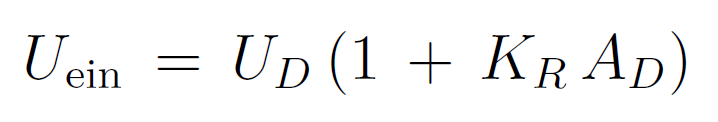 U_ein = U_D (1 + K_R A_D)